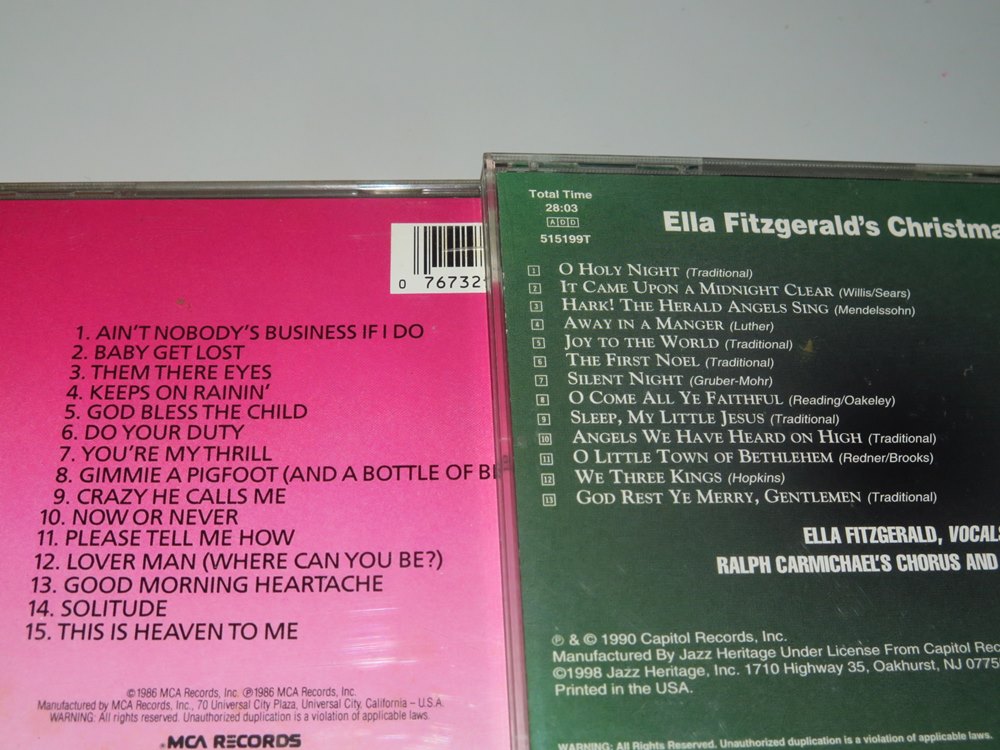 0 76732
1. AIN'T NOBODY'S BUSINESS IF I DO
2. BABY GET LOST
3. THEM THERE EYES
4. KEEPS ON RAININ'
5. GOD BLESS THE CHILD
6. DO YOUR DUTY
7. YOU'RE MY THRILL
8. GIMMIE A PIGFOOT (AND A BOTTLE OF
9. CRAZY HE CALLS ME
10. NOW OR NEVER
11. PLEASE TELL ME HOW
12. LOVER MAN (WHERE CAN YOU BE?)
13. GOOD MORNING HEARTACHE
14. SOLITUDE
15. THIS IS HEAVEN TO ME
©1986 MCA Records, Inc. ℗1986 MCA Records, Inc.
Manufactured by MCA Records, Inc., 70 Universal City Plaza, Universal City, California – U.S.A.
WARNING: All rights reserved. Unauthorized duplication is a violation of applicable laws.
MCA RECORDS
Total Time
28:03
ADD
515199T
Ella Fitzgerald's Christma
1 O HOLY NIGHT (Traditional)
2 IT CAME UPON A MIDNIGHT CLEAR (Willis/Sears)
3 HARK! THE HERALD ANGELS SING (Mendelssohn)
4 AWAY IN A MANGER (Luther)
5 JOY TO THE WORLD (Traditional)
6 THE FIRST NOEL (Traditional)
7 SILENT NIGHT (Gruber-Mohr)
8 O COME ALL YE FAITHFUL (Reading/Oakeley)
9 SLEEP, MY LITTLE JESUS (Traditional)
10 ANGELS WE HAVE HEARD ON HIGH (Traditional)
11 O LITTLE TOWN OF BETHLEHEM (Redner/Brooks)
12 WE THREE KINGS (Hopkins)
13 GOD REST YE MERRY, GENTLEMEN (Traditional)
ELLA FITZGERALD, VOCALS
RALPH CARMICHAEL'S CHORUS AND
℗ & © 1990 Capitol Records, Inc.
Manufactured By Jazz Heritage Under License From Capitol Rec
©1998 Jazz Heritage, Inc. 1710 Highway 35, Oakhurst, NJ 0775
Printed in the USA.
WARNING: All Rights Reserved. Unauthorized duplication is a violation of applicable laws.